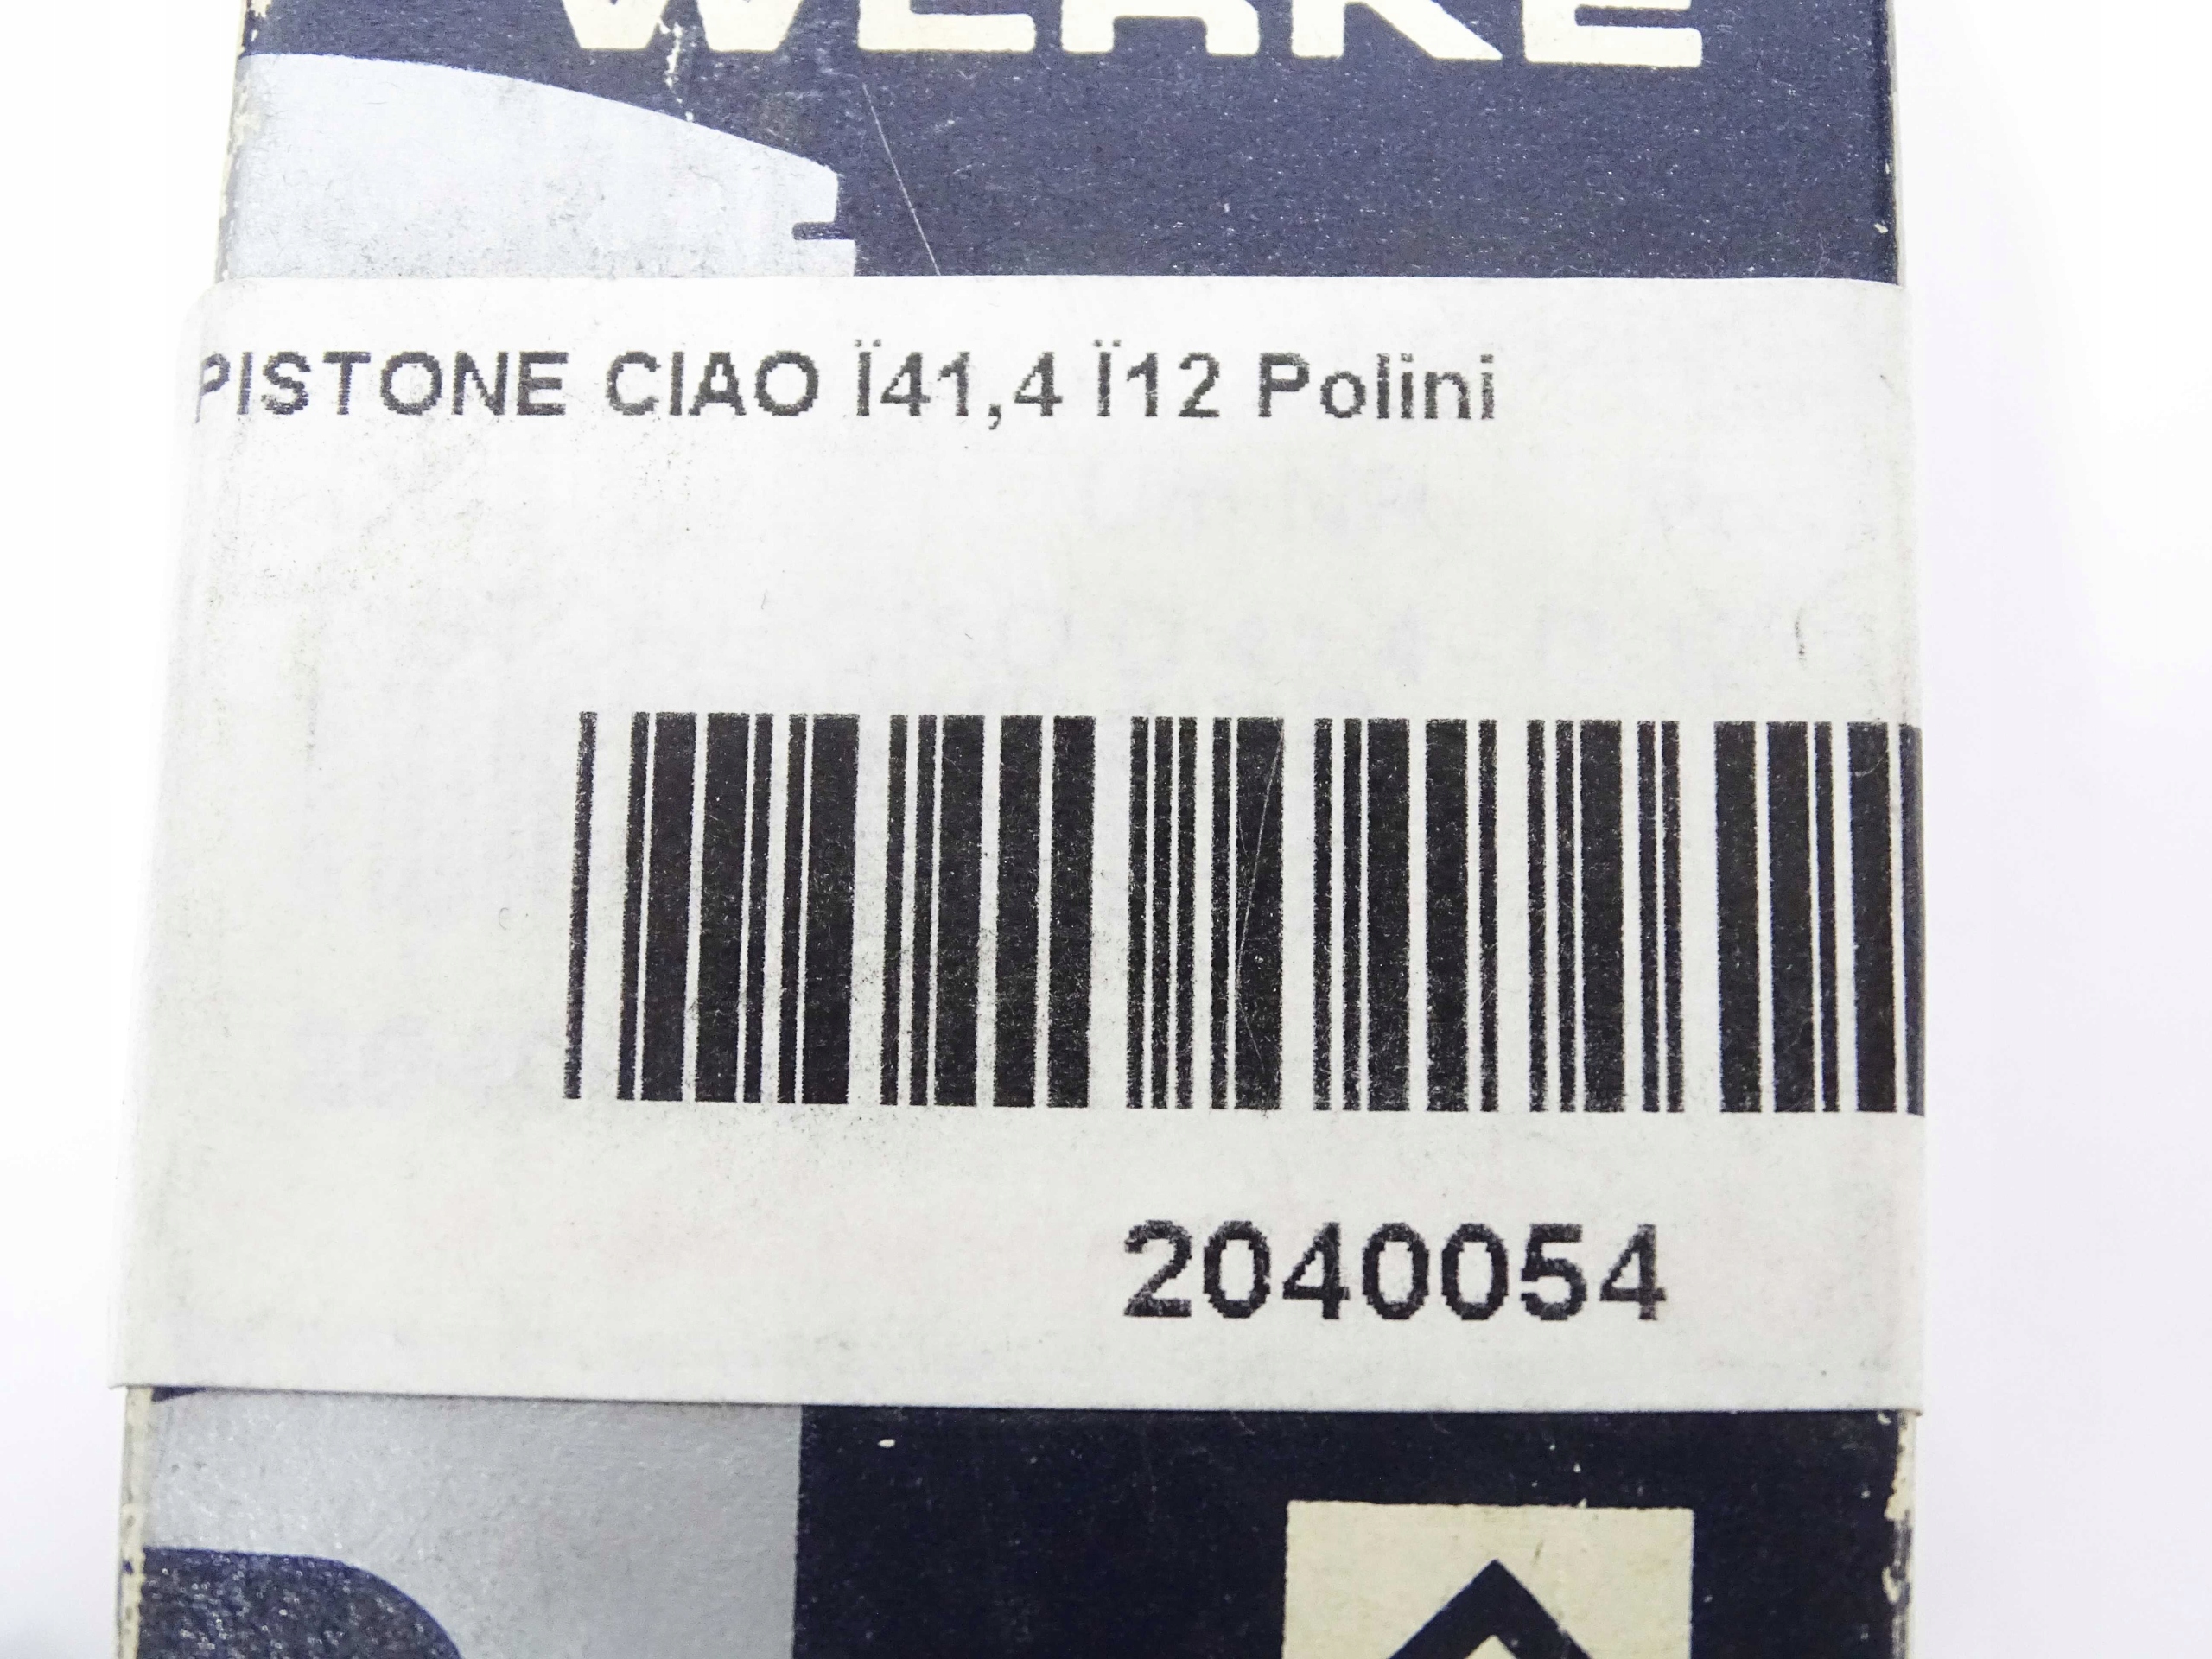 WERKE
PISTONE CIAO Ï41,4 Ï12 Polini
2040054